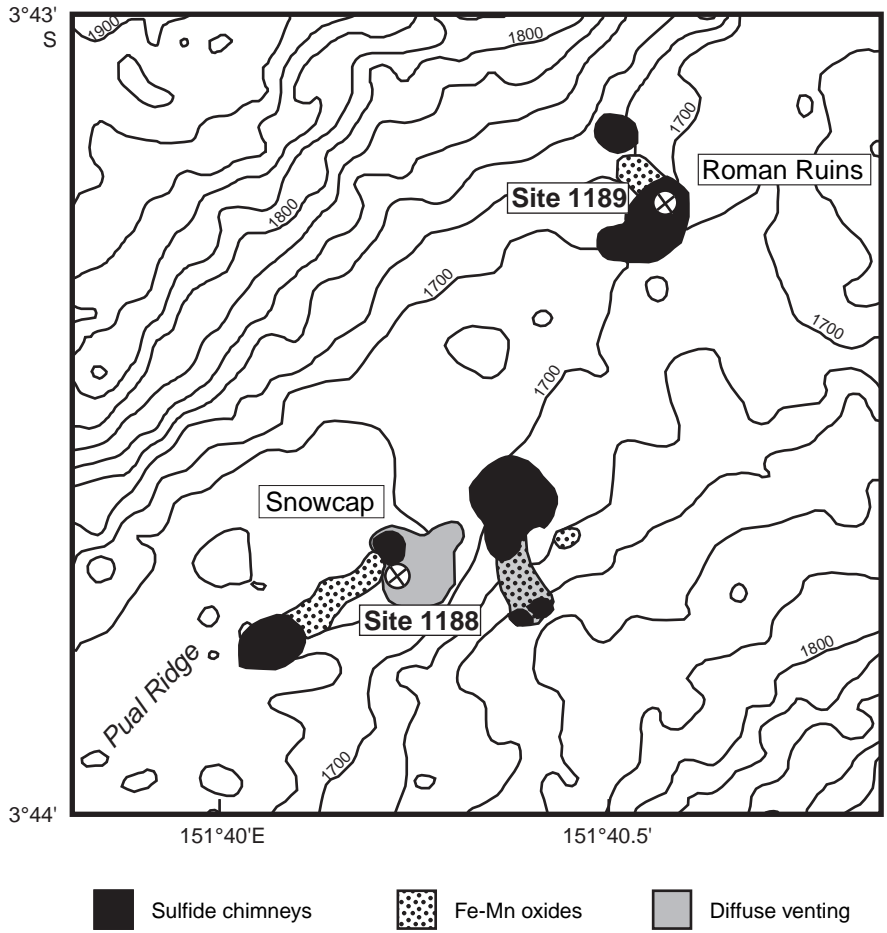 3°43'
S
1900
1800
1700
Roman Ruins
Site 1189
1800
1700
1700
1700
Snowcap
Site 1188
1800
Pual Ridge
1700
3°44'
151°40'E
151°40.5'
Sulfide chimneys
Fe-Mn oxides
Diffuse venting